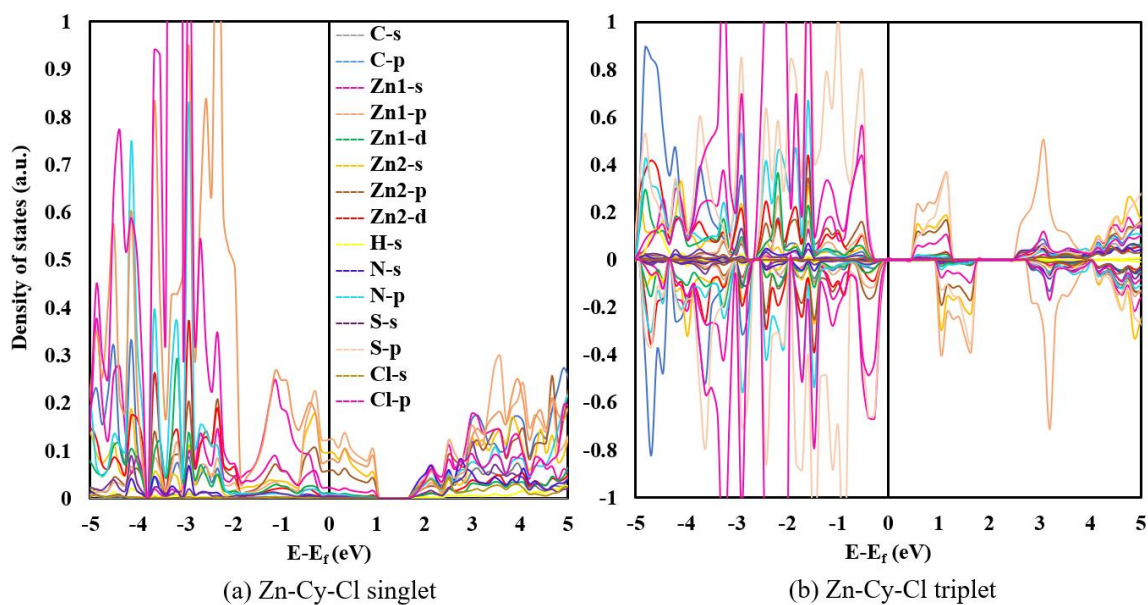 Density of states (a.u.)
1
0.9
0.8
0.7
0.6
0.5
0.4
0.3
0.2
0.1
0
-5 -4 -3 -2 -1 0 1 2 3 4 5
E-Ef (eV)
C-s
C-p
Zn1-s
Zn1-p
Zn1-d
Zn2-s
Zn2-p
Zn2-d
H-s
N-s
N-p
S-s
S-p
Cl-s
Cl-p
(a) Zn-Cy-Cl singlet
1
0.8
0.6
0.4
0.2
0
-0.2
-0.4
-0.6
-0.8
-1
-5 -4 -3 -2 -1 0 1 2 3 4 5
E-Ef (eV)
(b) Zn-Cy-Cl triplet